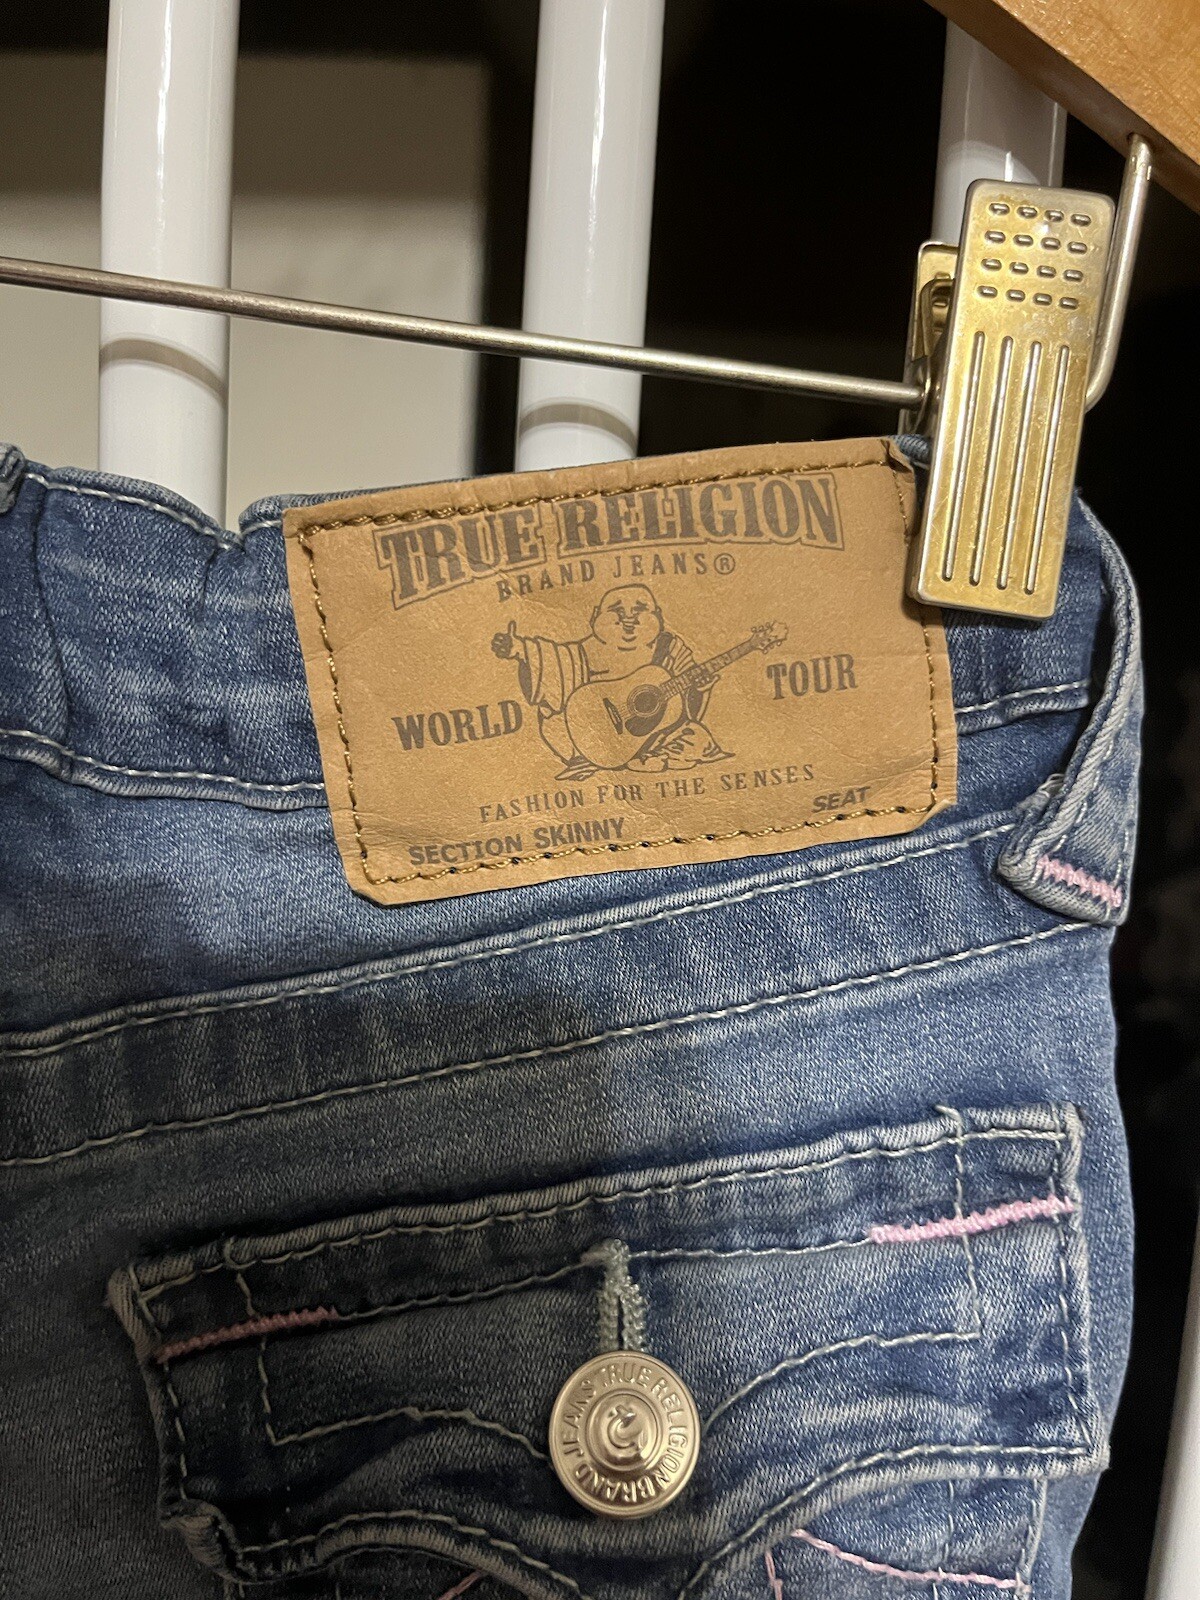 TRUE RELIGION
BRAND JEANS®
WORLD TOUR
FASHION FOR THE SENSES
SECTION SKINNY SEAT
TRUE RELIGION BRAND JEANS